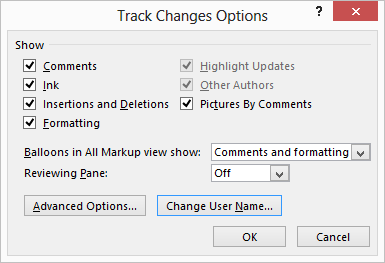 Track Changes Options
?
Show
Comments
Highlight Updates
Ink
Other Authors
Insertions and Deletions
Pictures By Comments
Formatting
Balloons in All Markup view show: Comments and formatting
Reviewing Pane: Off
Advanced Options... Change User Name...
OK Cancel